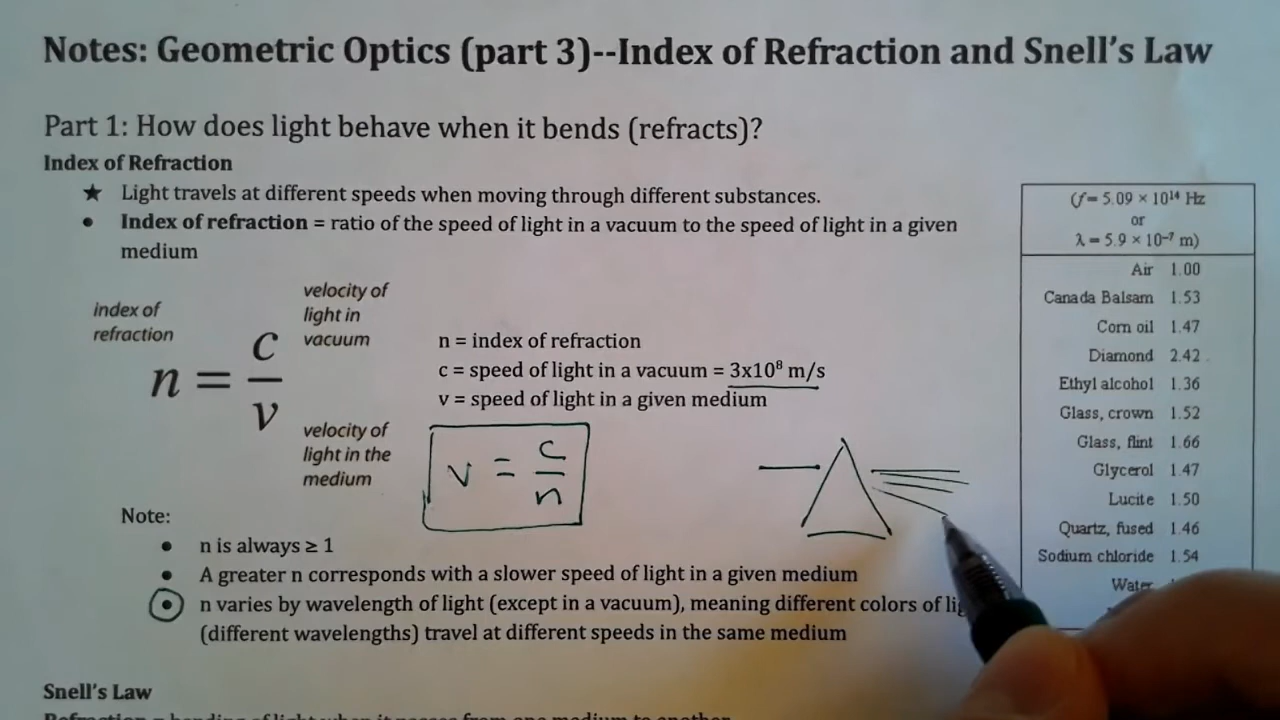 Notes: Geometric Optics (part 3)--Index of Refraction and Snell's Law
Part 1: How does light behave when it bends (refracts)?
Index of Refraction
★ Light travels at different speeds when moving through different substances.
• Index of refraction = ratio of the speed of light in a vacuum to the speed of light in a given
medium
index of
refraction
n = c/v
velocity of
light in
vacuum
velocity of
light in the
medium
n = index of refraction
c = speed of light in a vacuum = 3x10⁸ m/s
v = speed of light in a given medium
v = c/n
Note:
• n is always ≥ 1
• A greater n corresponds with a slower speed of light in a given medium
• n varies by wavelength of light (except in a vacuum), meaning different colors of
(different wavelengths) travel at different speeds in the same medium
Snell's Law
(f = 5.09 × 10¹⁴ Hz
or
λ = 5.9 × 10⁻⁷ m)
Air 1.00
Canada Balsam 1.53
Corn oil 1.47
Diamond 2.42
Ethyl alcohol 1.36
Glass, crown 1.52
Glass, flint 1.66
Glycerol 1.47
Lucite 1.50
Quartz, fused 1.46
Sodium chloride 1.54
Water